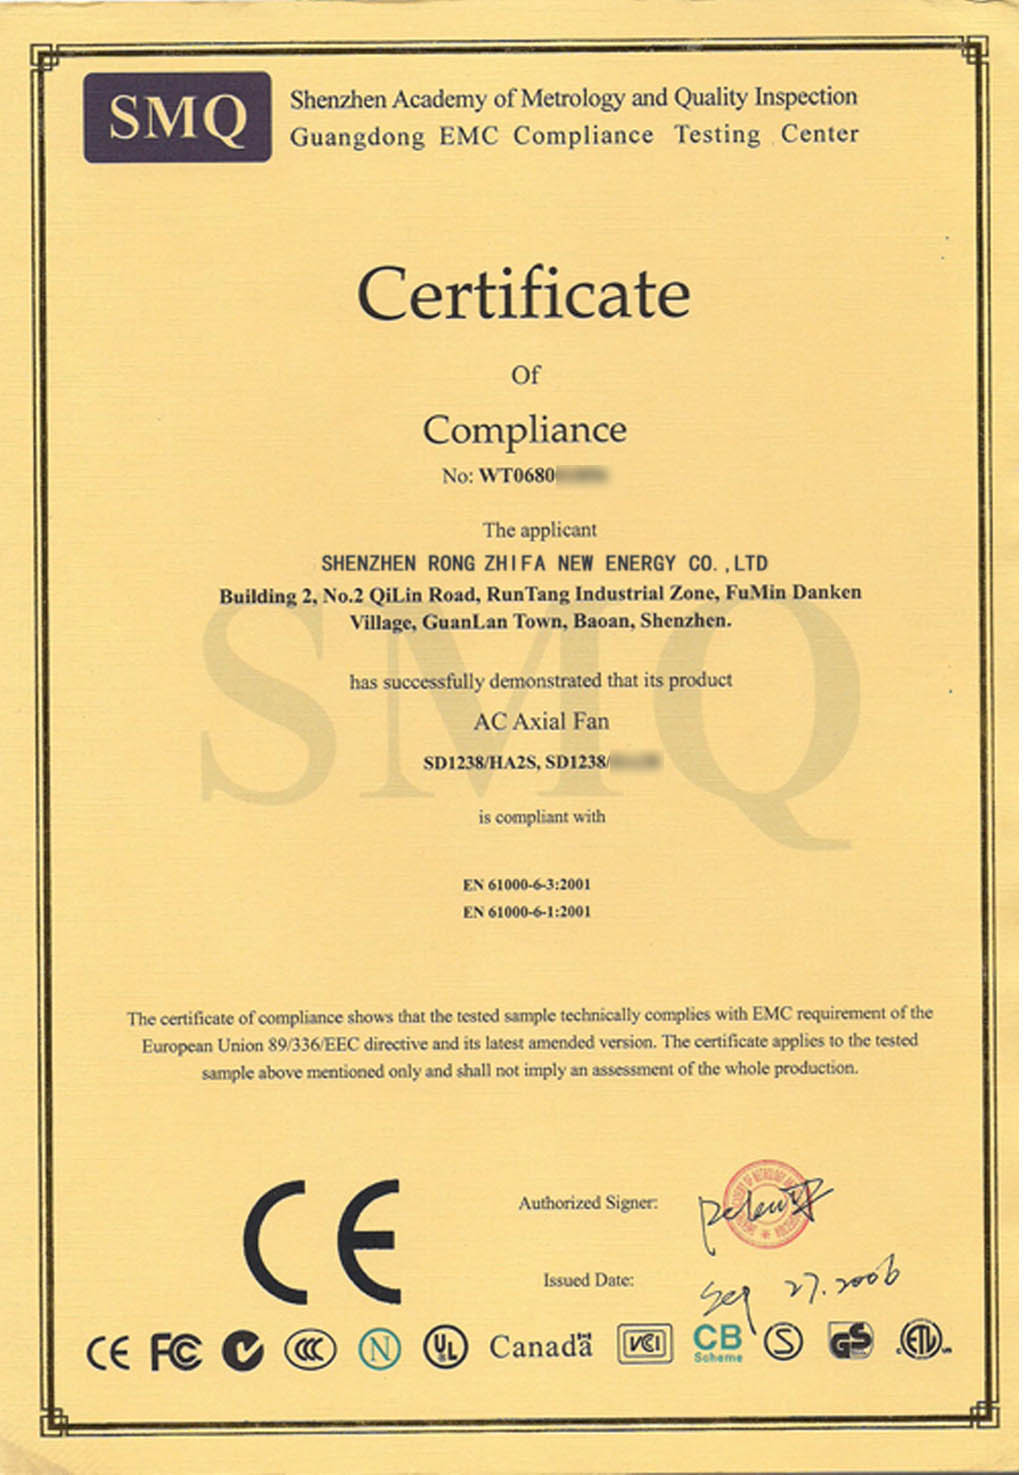 SMQ
Shenzhen Academy of Metrology and Quality Inspection
Guangdong EMC Compliance Testing Center
Certificate
Of
Compliance
No: WT0680
The applicant
SHENZHEN RONG ZHIFA NEW ENERGY CO.,LTD
Building 2, No.2 QiLin Road, RunTang Industrial Zone, FuMin Danken
Village, GuanLan Town, Baoan, Shenzhen.
SMQ
has successfully demonstrated that its product
AC Axial Fan
SD1238/HA2S, SD1238/
is compliant with
EN 61000-6-3:2001
EN 61000-6-1:2001
The certificate of compliance shows that the tested sample technically complies with EMC requirement of the
European Union 89/336/EEC directive and its latest amended version. The certificate applies to the tested
sample above mentioned only and shall not imply an assessment of the whole production.
CE
Authorized Signer:
Issued Date:
Sep 27.2006
CE FC CCC N UL Canada VCI CB Scheme S GS ETL